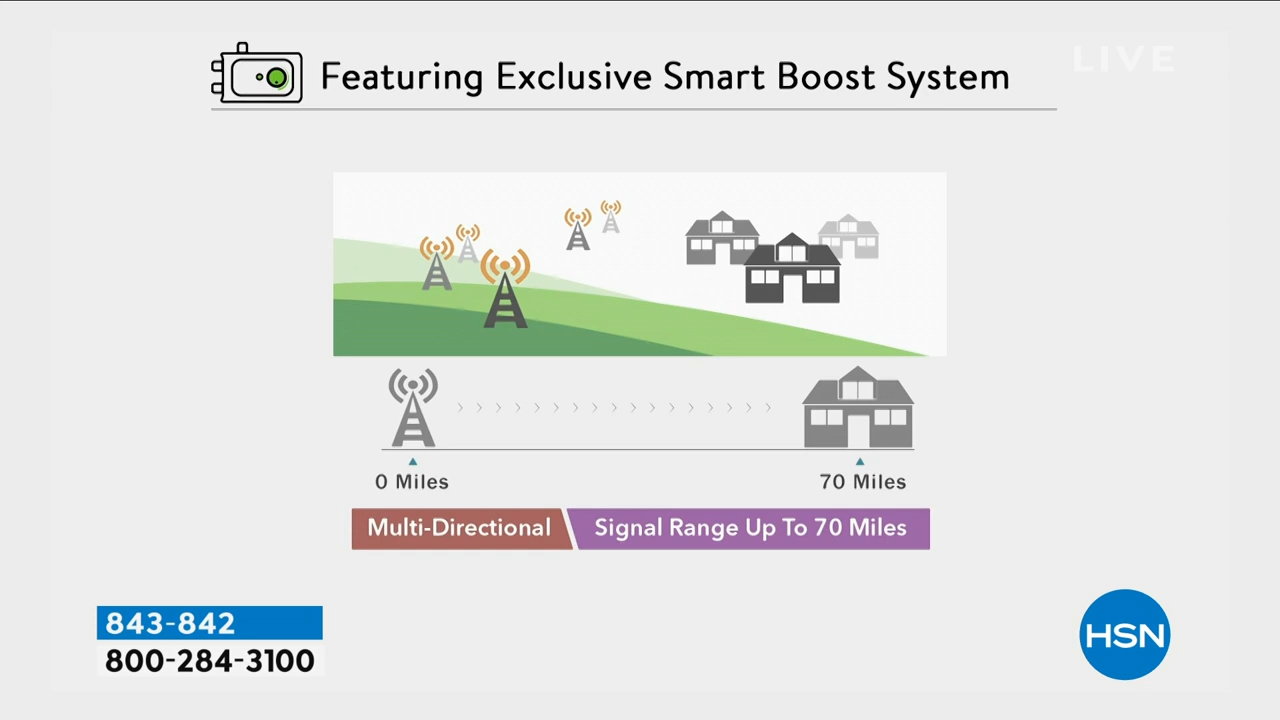 LIVE
Featuring Exclusive Smart Boost System
0 Miles
70 Miles
Multi-Directional
Signal Range Up To 70 Miles
843-842
800-284-3100
HSN